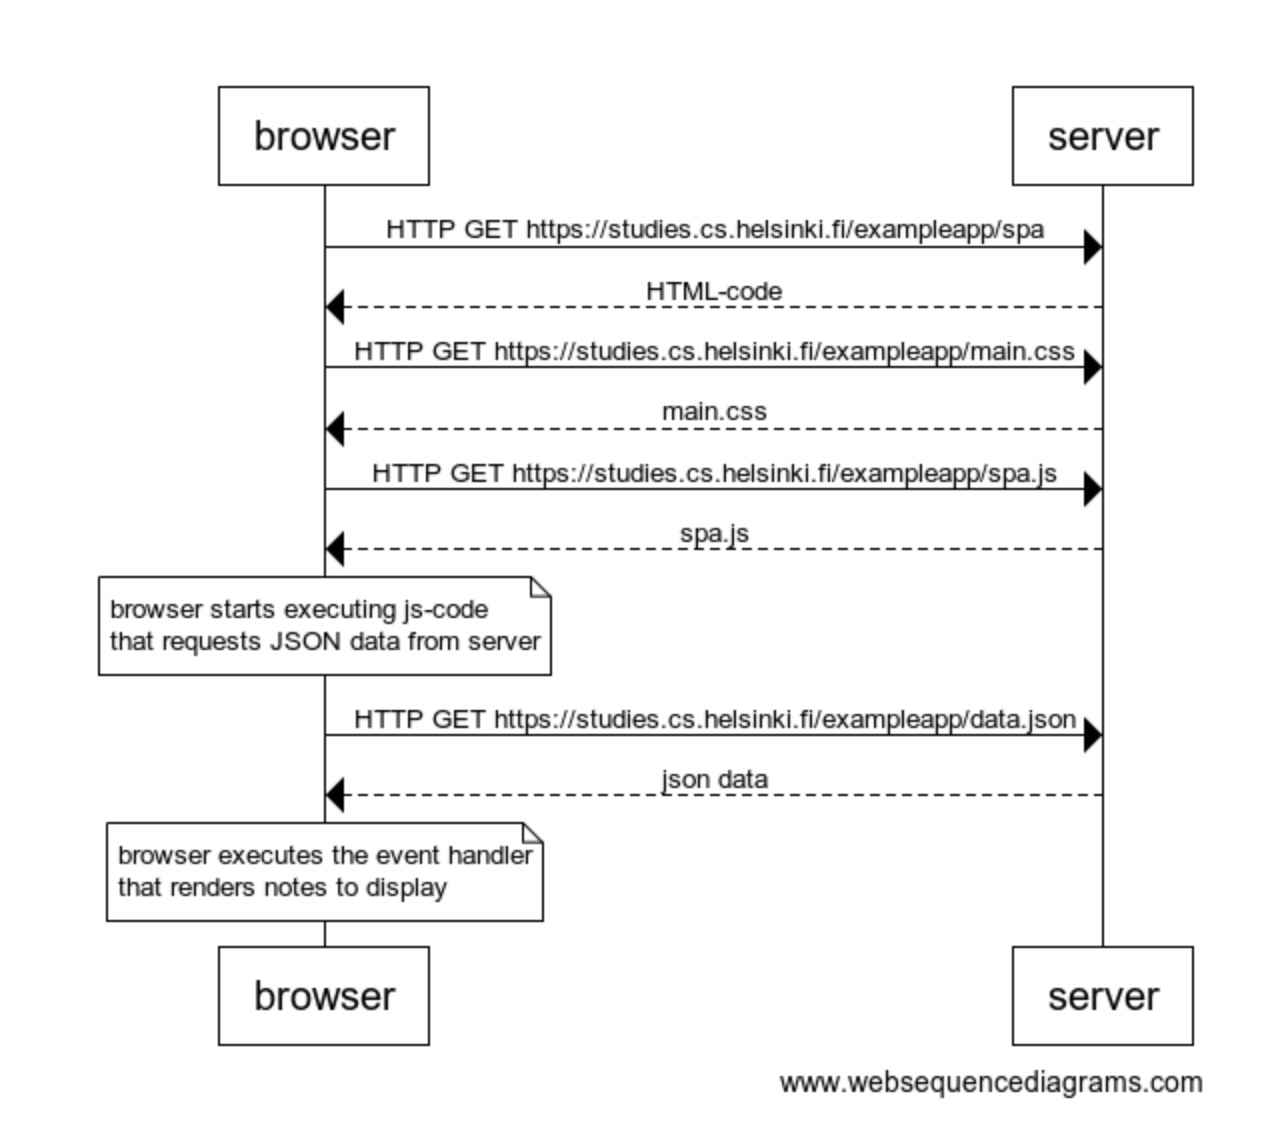 browser
server
HTTP GET https://studies.cs.helsinki.fi/exampleapp/spa
HTML-code
HTTP GET https://studies.cs.helsinki.fi/exampleapp/main.css
main.css
HTTP GET https://studies.cs.helsinki.fi/exampleapp/spa.js
spa.js
browser starts executing js-code
that requests JSON data from server
HTTP GET https://studies.cs.helsinki.fi/exampleapp/data.json
json data
browser executes the event handler
that renders notes to display
browser
server
www.websequencediagrams.com